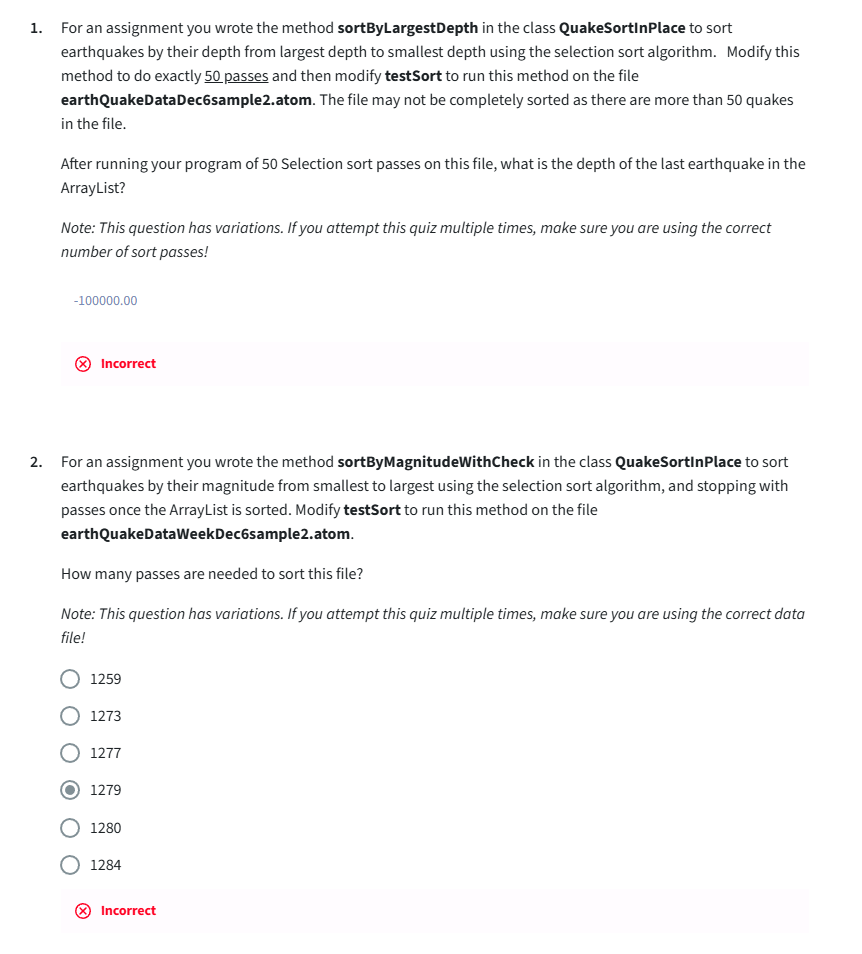 1. For an assignment you wrote the method sortByLargestDepth in the class QuakeSortInPlace to sort
earthquakes by their depth from largest depth to smallest depth using the selection sort algorithm. Modify this
method to do exactly 50 passes and then modify testSort to run this method on the file
earthQuakeDataDec6sample2.atom. The file may not be completely sorted as there are more than 50 quakes
in the file.
After running your program of 50 Selection sort passes on this file, what is the depth of the last earthquake in the
ArrayList?
Note: This question has variations. If you attempt this quiz multiple times, make sure you are using the correct
number of sort passes!
-100000.00
Incorrect
2. For an assignment you wrote the method sortByMagnitudeWithCheck in the class QuakeSortInPlace to sort
earthquakes by their magnitude from smallest to largest using the selection sort algorithm, and stopping with
passes once the ArrayList is sorted. Modify testSort to run this method on the file
earthQuakeDataWeekDec6sample2.atom.
How many passes are needed to sort this file?
Note: This question has variations. If you attempt this quiz multiple times, make sure you are using the correct data
file!
1259
1273
1277
1279
1280
1284
Incorrect